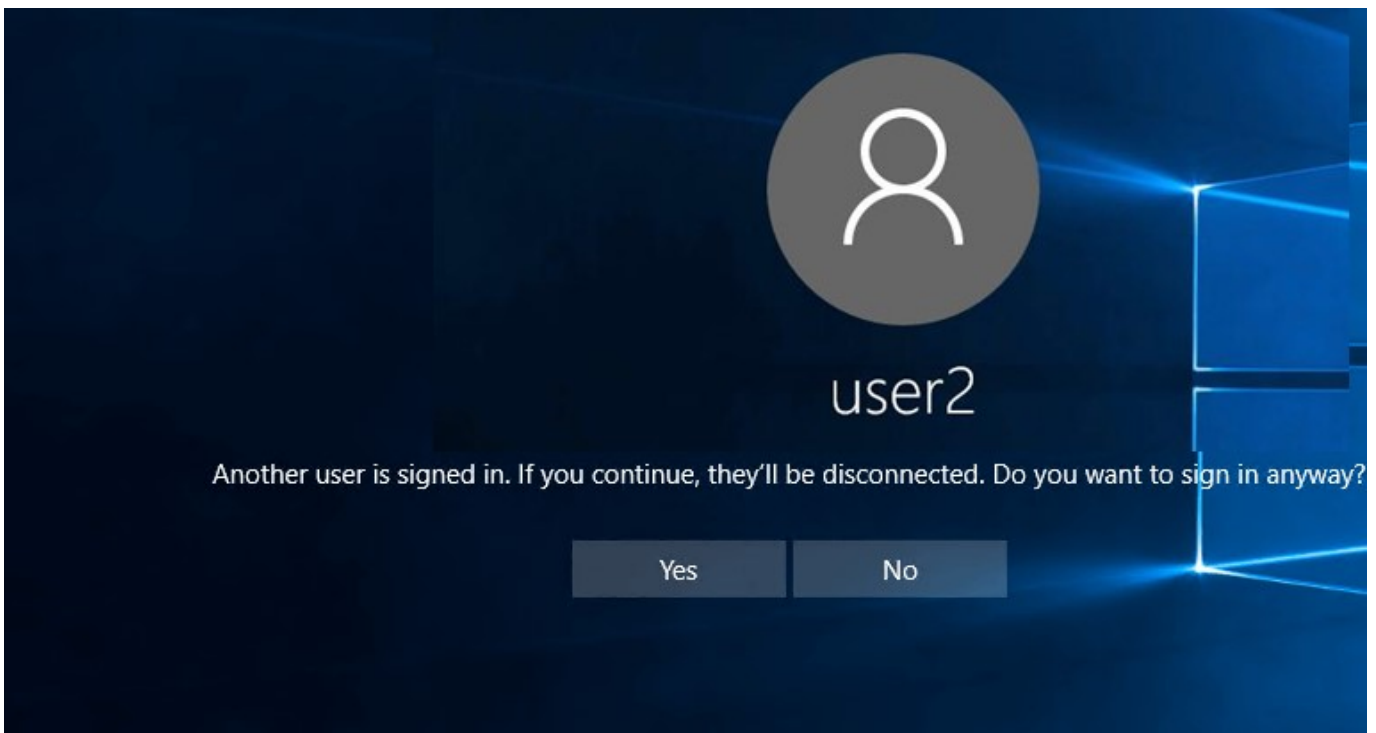 user2
Another user is signed in. If you continue, they’ll be disconnected. Do you want to sign in anyway?
Yes
No